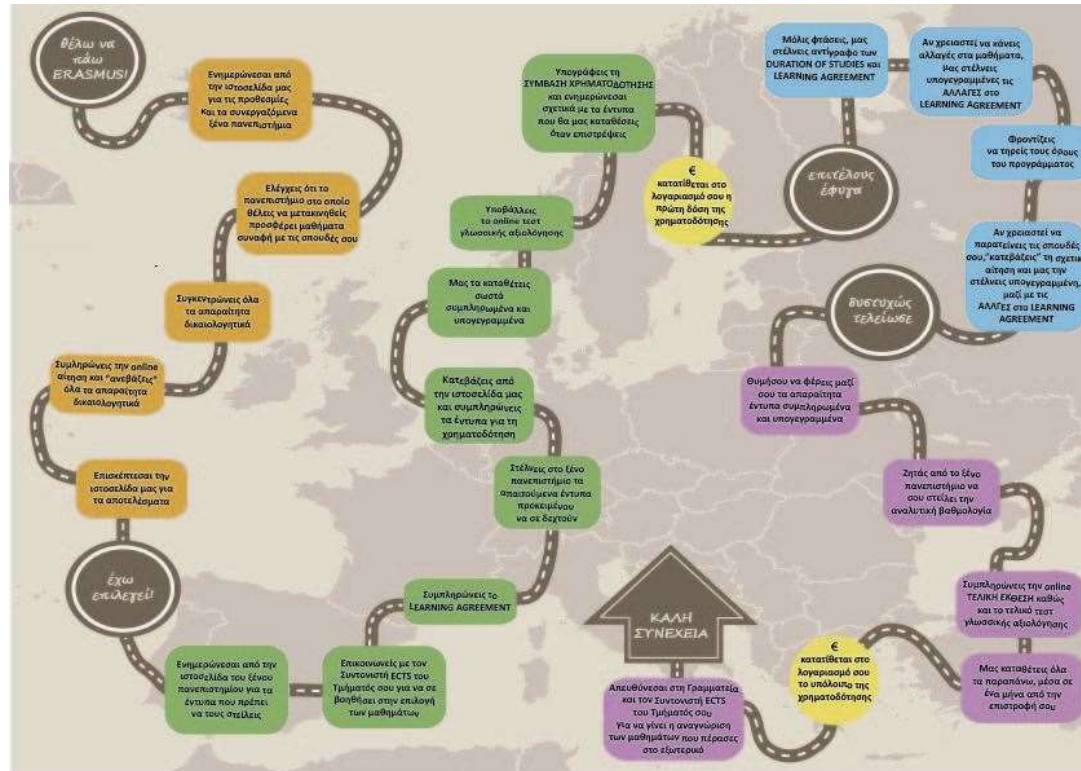 θέλω να
πάω
ERASMUS!
Ενημερώνεσαι από
την ιστοσελίδα μας
για τις προθεσμίες
και τα συνεργαζόμενα
ξένα πανεπιστήμια
Ελέγχεις ότι το
πανεπιστήμιο στο οποίο
θέλεις να μετακινηθείς
προσφέρει μαθήματα
συναφή με τις σπουδές σου
Συγκεντρώνεις όλα
τα απαραίτητα
δικαιολογητικά
Συμληρώνεις την online
αίτηση και "ανεβάζεις"
όλα τα απαραίτητα
δικαιολογητικά
Επισκέπτεσαι την
ιστοσελίδα μας για
τα αποτελέσματα
έχω
επιλεγεί!
Ενημερώνεσαι από την
ιστοσελίδα του ξένου
πανεπιστημίου για τα
έντυπα που πρέπει
να τους στείλεις
Επικοινωνείς με τον
Συντονιστή ECTS του
Τμήματός σου για να σε
βοηθήσει στην επιλογή
των μαθημάτων
Συμπληρώνεις το
LEARNING AGREEMENT
Στέλνεις στο ξένο
πανεπιστήμιο τα
απαιτούμενα έντυπα
προκειμένου
να σε δεχτούν
Κατεβάζεις από
την ιστοσελίδα μας
και συμπληρώνεις
τα έντυπα για τη
χρηματοδότηση
Μας τα καταθέτεις
σωστά
συμπληρωμένα και
υπογεγραμμένα
Υποβάλλεις
το online τεστ
γλωσσικής αξιολόγησης
Υπογράφεις τη
ΣΥΜΒΑΣΗ ΧΡΗΜΑΤΟΔΟΤΗΣΗΣ
και ενημερώνεσαι
σχετικά με τα έντυπα
που θα μας καταθέσεις
όταν επιστρέψεις
€
κατατίθεται στο
λογαριασμό σου η
πρώτη δόση της
χρηματοδότησης
επιτέλους
έφυγα
Μόλις φτάσεις, μας
στέλνεις αντίγραφο των
DURATION OF STUDIES και
LEARNING AGREEMENT
Αν χρειαστεί να κάνεις
αλλαγές στα μαθήματα,
μας στέλνεις
υπογεγραμμένες τις
ΑΛΛΑΓΕΣ στο
LEARNING AGREEMENT
Φροντίζεις
να τηρείς τους όρους
του προγράμματος
Αν χρειαστεί να
παρατείνεις τις σπουδές
σου,"κατεβάζεις" τη σχετική
αίτηση και μας την
στέλνεις υπογεγραμμένη,
μαζί με τις
ΑΛΛΓΕΣ στο LEARNING
AGREEMENT
δυστυχώς
τελείωσε
Θυμήσου να φέρεις μαζί
σου τα απαραίτητα
έντυπα συμπληρωμένα
και υπογεγραμμένα
Ζητάς από το ξένο
πανεπιστήμιο να
σου στείλει την
αναλυτική βαθμολογία
Συμπληρώνεις την online
ΤΕΛΙΚΗ ΕΚΘΕΣΗ καθώς
και το τελικό τεστ
γλωσσικής αξιολόγησης
Μας καταθέτεις όλα
τα παραπάνω, μέσα σε
ένα μήνα από την
επιστροφή σου
€
κατατίθεται στο
λογαριασμό σου
το υπόλοιπο της
χρηματοδότησης
Απευθύνεσαι στη Γραμματεία
και τον Συντονιστή ECTS
του Τμήματός σου
για να γίνει η αναγνώριση
των μαθημάτων που πέρασες
στο εξωτερικό
ΚΑΛΗ
ΣΥΝΕΧΕΙΑ